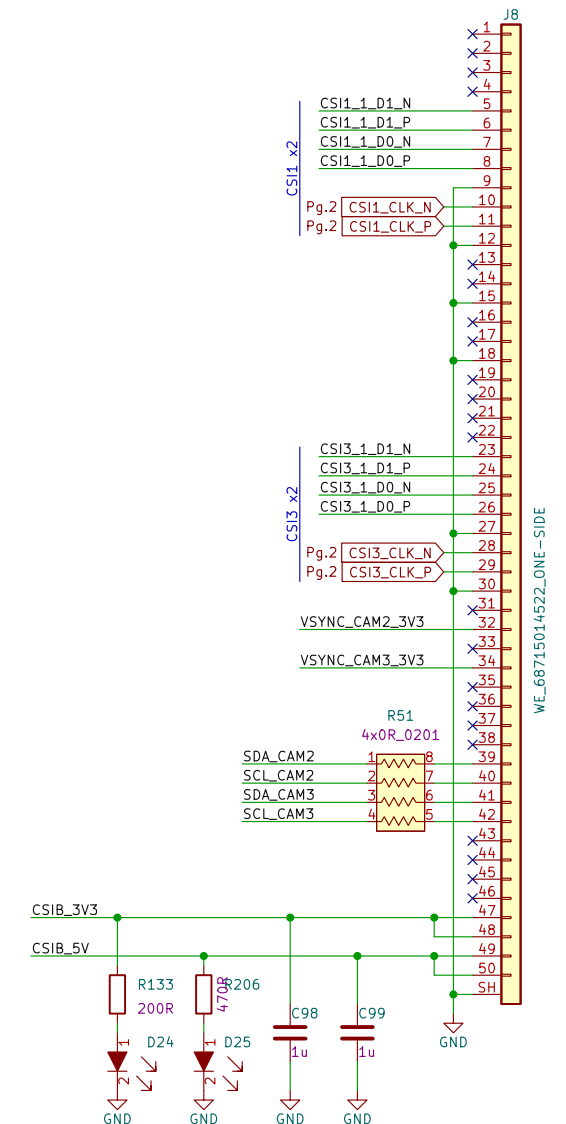 J8
1
2
3
4
CSI1_1_D1_N 5
CSI1_1_D1_P 6
CSI1_1_D0_N 7
CSI1_1_D0_P 8
CSI1 x2
9
Pg.2 CSI1_CLK_N 10
Pg.2 CSI1_CLK_P 11
12
13
14
15
16
17
18
19
20
21
22
CSI3_1_D1_N 23
CSI3_1_D1_P 24
CSI3_1_D0_N 25
CSI3_1_D0_P 26
CSI3 x2
27
Pg.2 CSI3_CLK_N 28
Pg.2 CSI3_CLK_P 29
30
31
VSYNC_CAM2_3V3 32
33
VSYNC_CAM3_3V3 34
WE_68715014522_ONE-SIDE
35
36
37
38
R51
4x0R_0201
SDA_CAM2 1 8 39
SCL_CAM2 2 7 40
SDA_CAM3 3 6 41
SCL_CAM3 4 5 42
43
44
45
46
CSIB_3V3 47
48
CSIB_5V 49
50
SH
R133
200R
R206
470R
C98
1u
C99
1u
GND
D24
1
2
D25
1
2
GND
GND
GND
GND